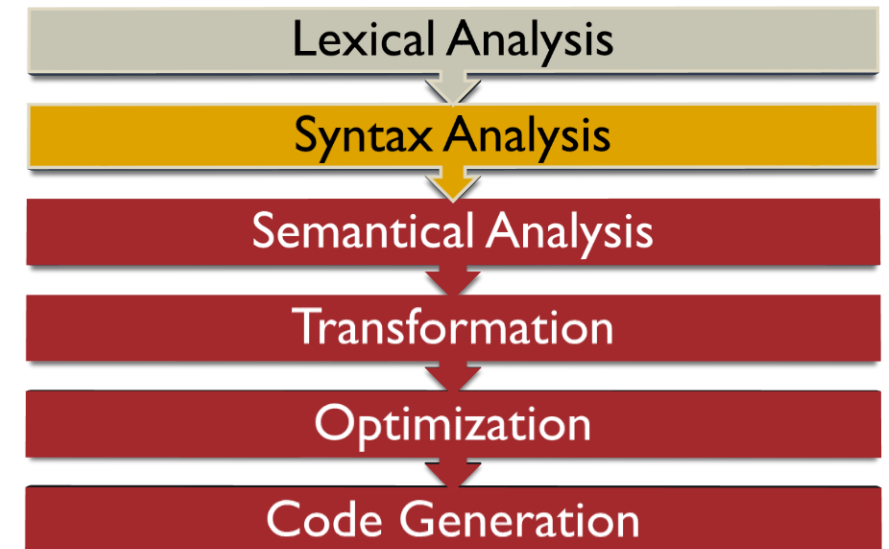 Lexical Analysis
Syntax Analysis
Semantical Analysis
Transformation
Optimization
Code Generation